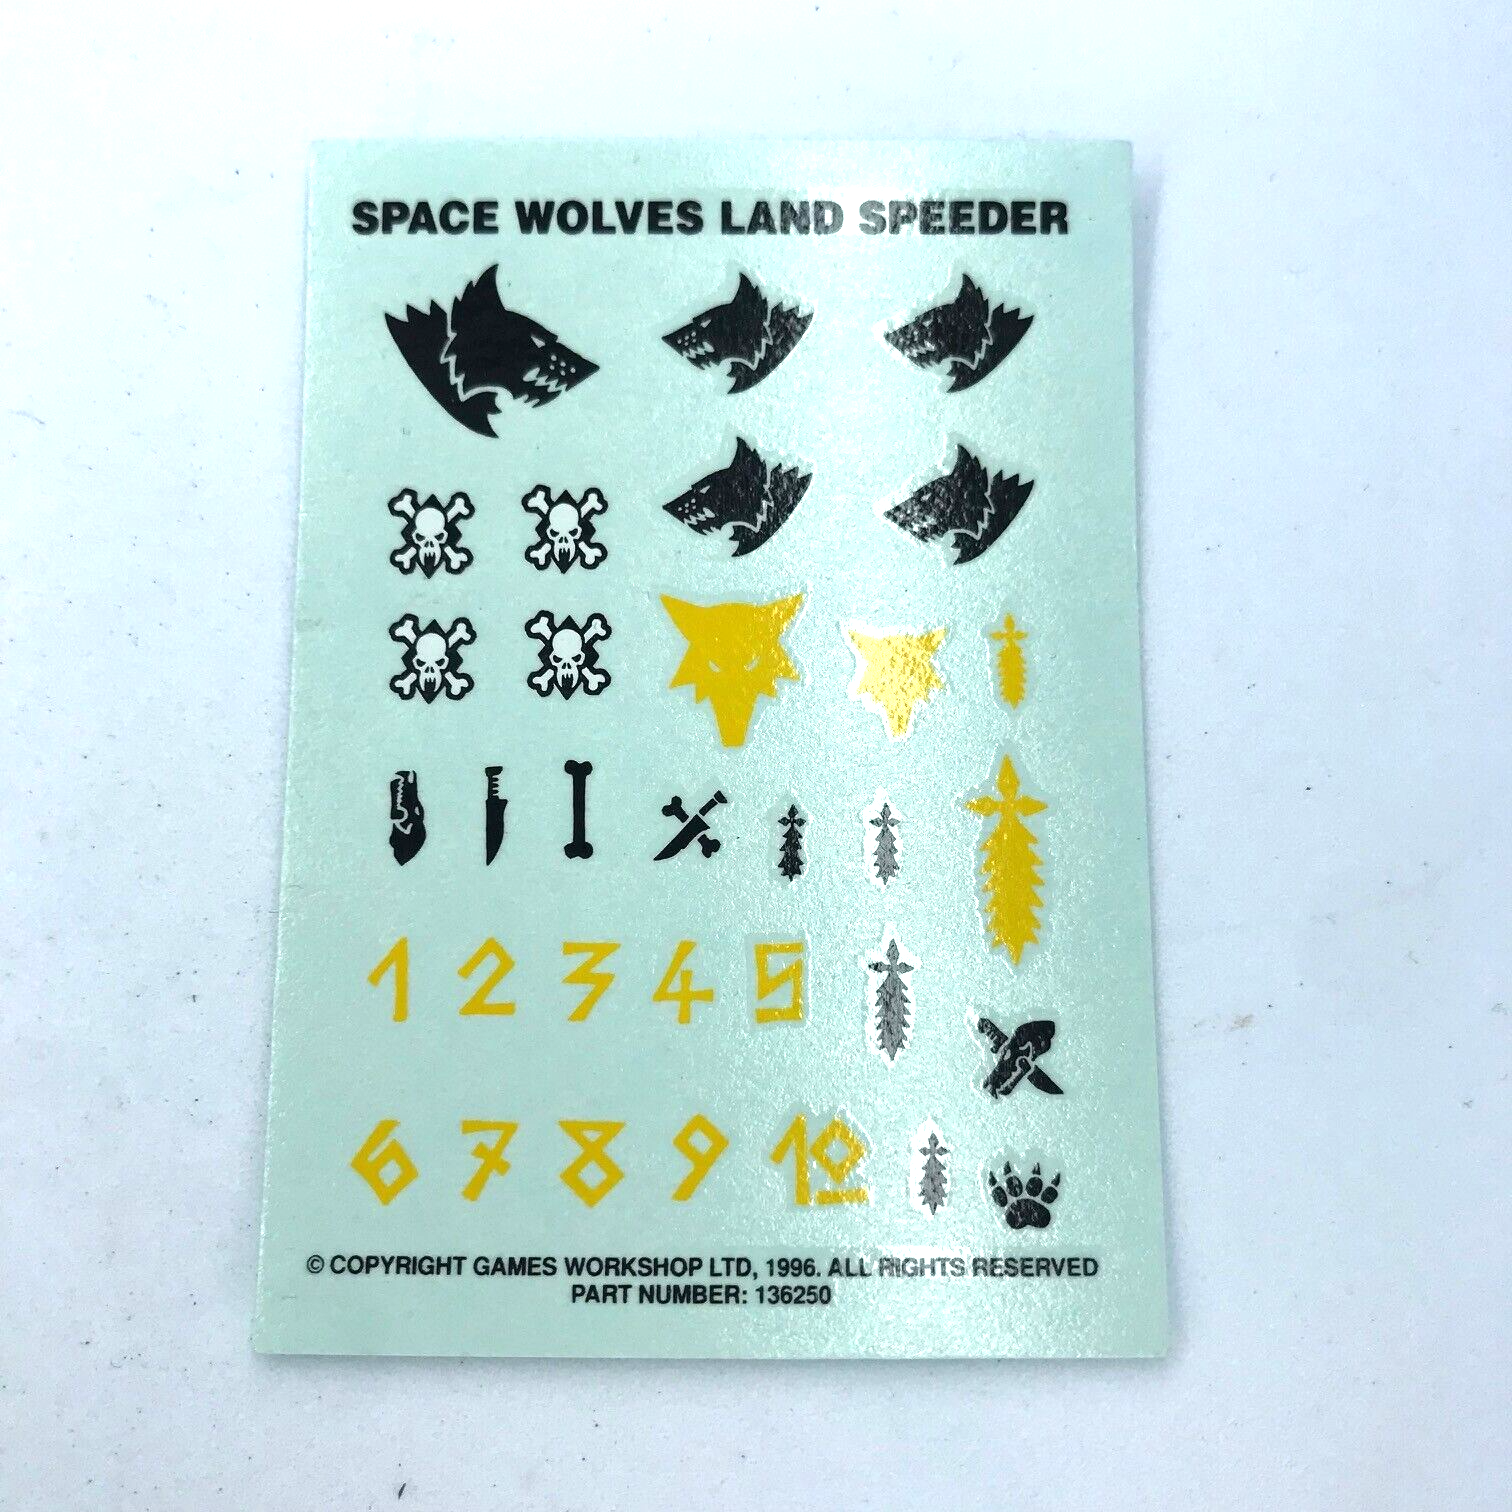 SPACE WOLVES LAND SPEEDER
1 2 3 4 5
6 7 8 9 10
© COPYRIGHT GAMES WORKSHOP LTD, 1996. ALL RIGHTS RESERVED
PART NUMBER: 136250